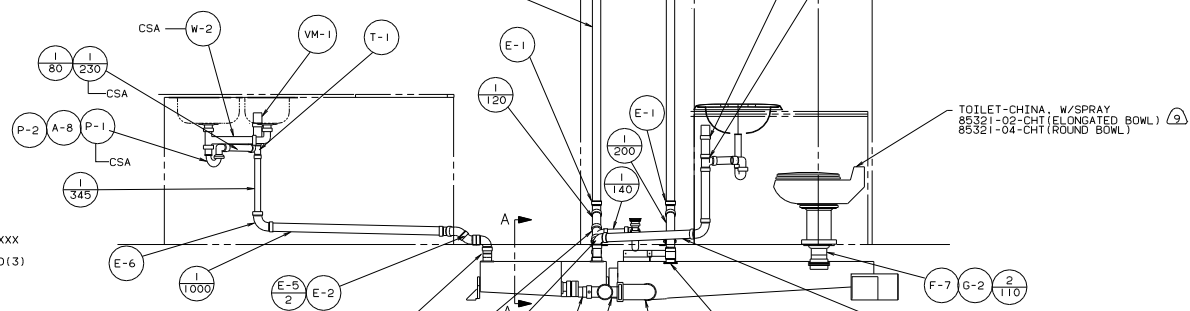 CSA
W-2
VM-1
T-1
E-1
1
80
1
230
CSA
1
120
P-2
A-8
P-1
CSA
E-1
TOILET-CHINA, W/SPRAY
85321-02-CHT(ELONGATED BOWL)
85321-04-CHT(ROUND BOWL)
9
1
200
1
140
1
345
A
XXX
D(3)
E-6
1
1000
E-5
2
E-2
F-7
G-2
2
110
A